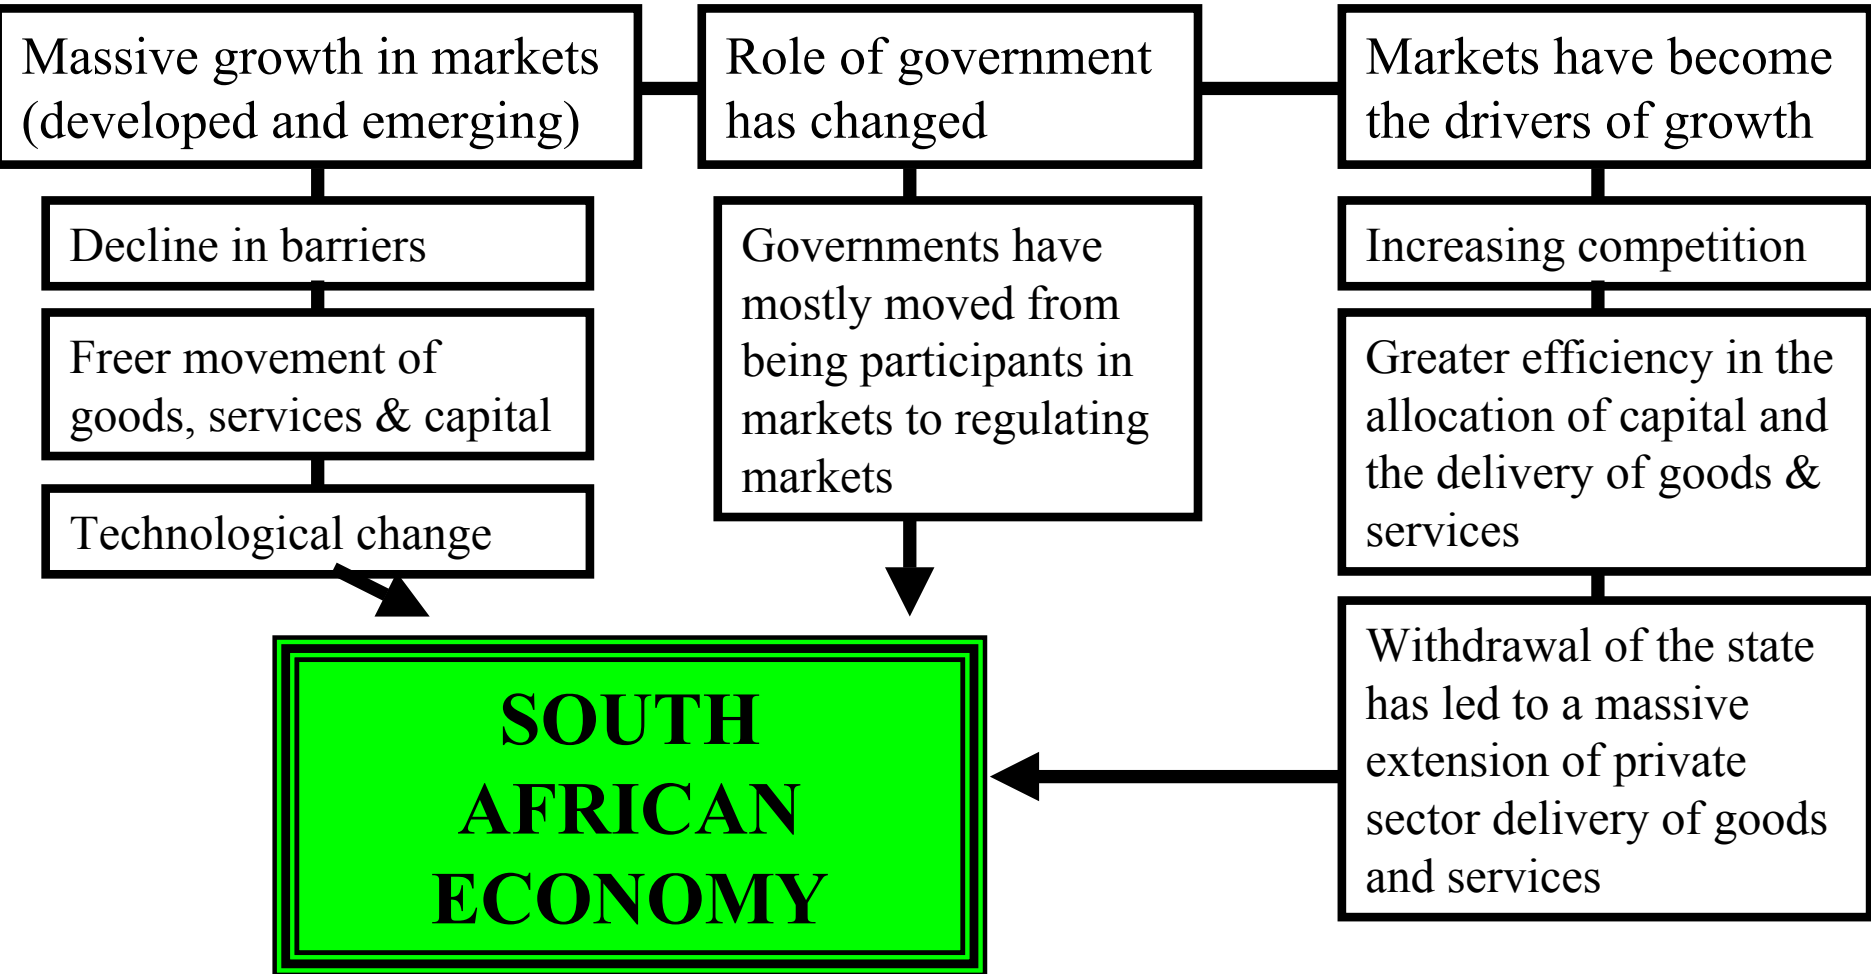 Massive growth in markets
(developed and emerging)
Decline in barriers
Freer movement of
goods, services & capital
Technological change
Role of government
has changed
Governments have
mostly moved from
being participants in
markets to regulating
markets
Markets have become
the drivers of growth
Increasing competition
Greater efficiency in the
allocation of capital and
the delivery of goods &
services
Withdrawal of the state
has led to a massive
extension of private
sector delivery of goods
and services
SOUTH
AFRICAN
ECONOMY